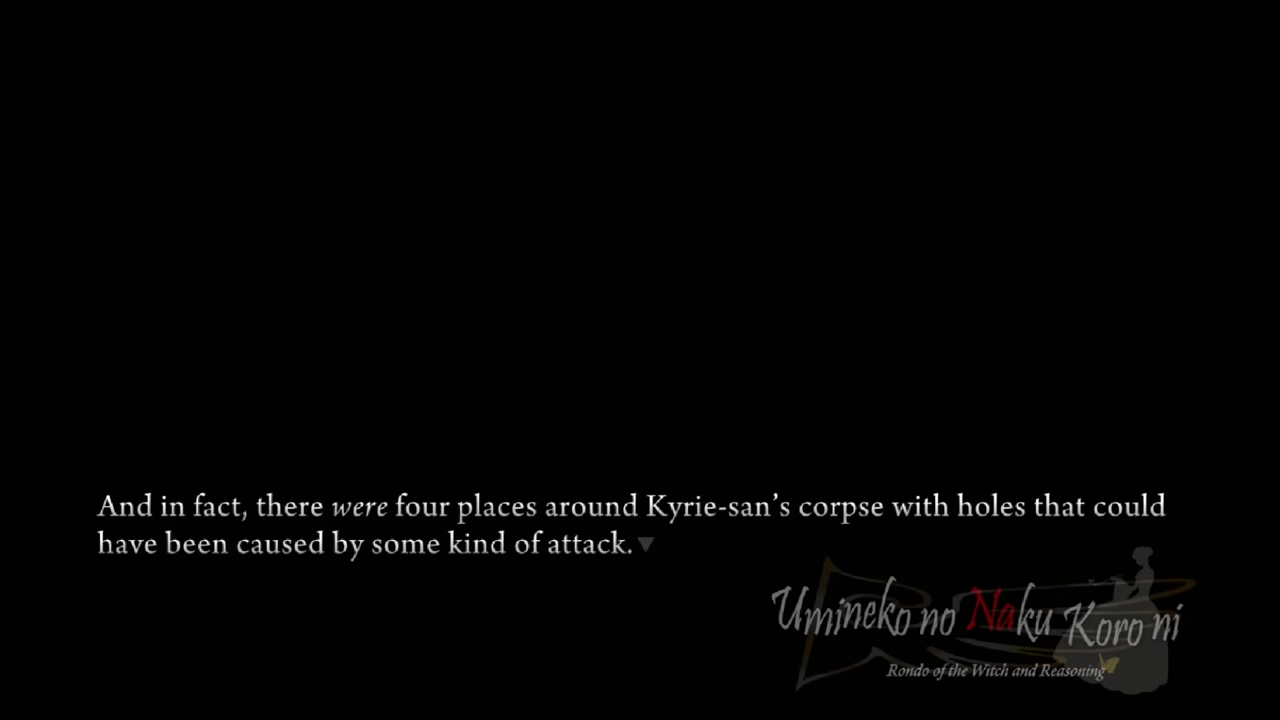 And in fact, there were four places around Kyrie-san’s corpse with holes that could
have been caused by some kind of attack.
Umineko no Naku Koro ni
Rondo of the Witch and Reasoning